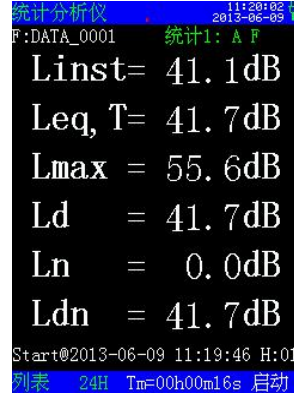 统计分析仪 11:20:02
2013-06-09
F:DATA_0001 统计1: A F
Linst= 41.1dB
Leq,T= 41.7dB
Lmax = 55.6dB
Ld = 41.7dB
Ln = 0.0dB
Ldn = 41.7dB
Start@2013-06-09 11:19:46 H:01
列表 24H Tm=00h00m16s 启动